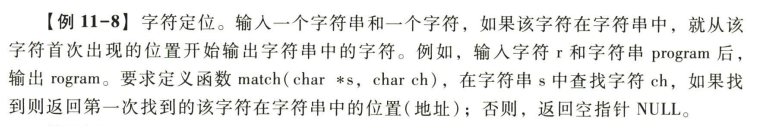 【例 11-8】字符定位。输入一个字符串和一个字符，如果该字符在字符串中，就从该
字符首次出现的位置开始输出字符串中的字符。例如，输入字符 r 和字符串 program 后，
输出 rogram。要求定义函数 match(char *s, char ch)，在字符串 s 中查找字符 ch，如果找
到则返回第一次找到的该字符在字符串中的位置(地址)；否则，返回空指针 NULL。